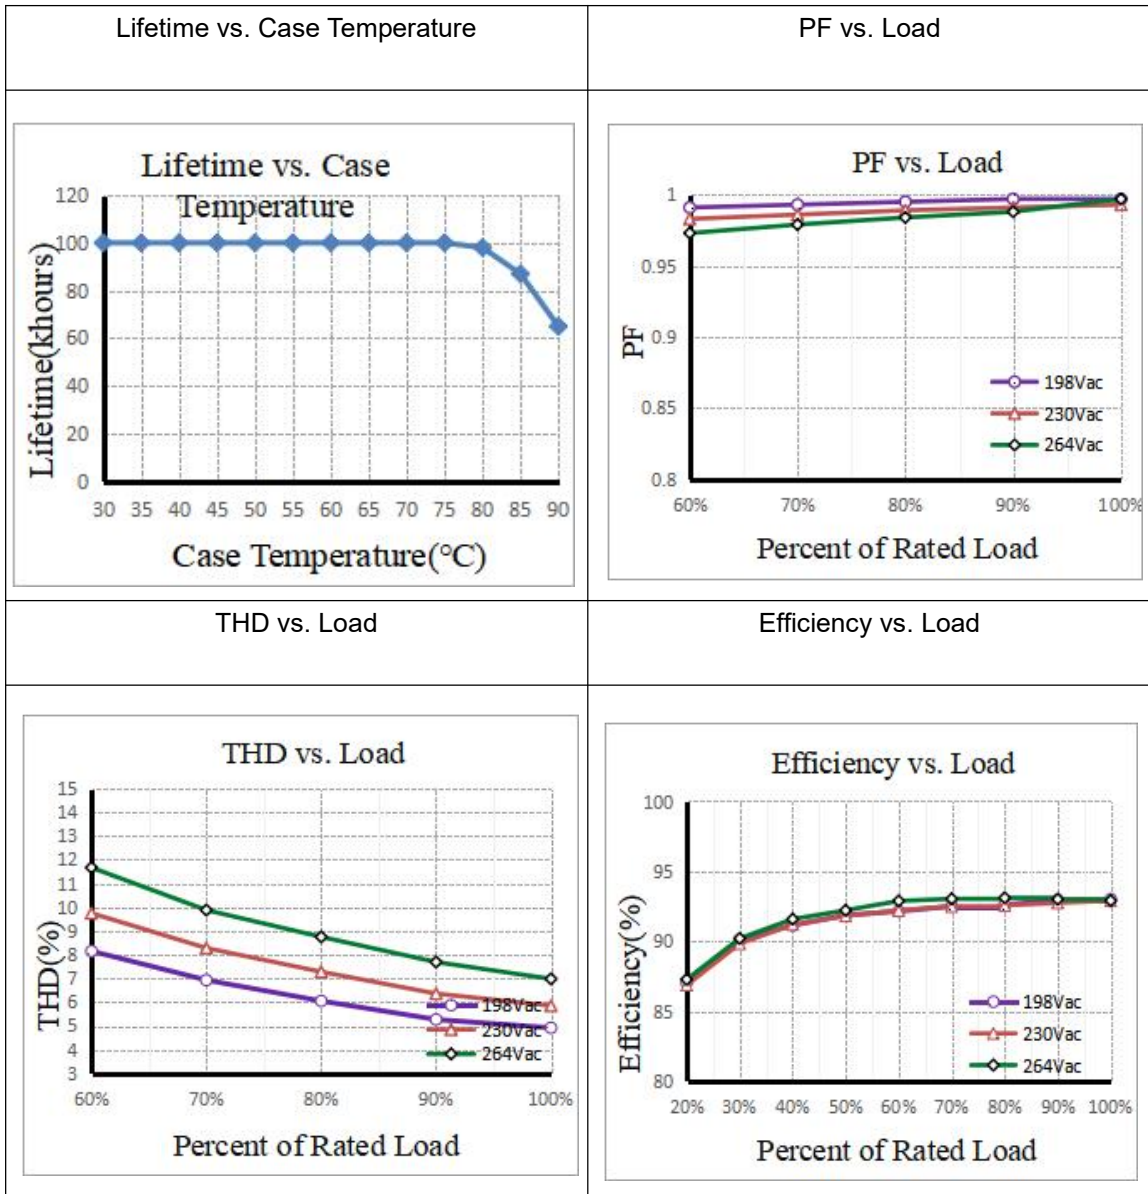 Lifetime vs. Case Temperature
PF vs. Load
Lifetime vs. Case
Temperature
120
100
80
60
40
20
0
Lifetime(khours)
30 35 40 45 50 55 60 65 70 75 80 85 90
Case Temperature(°C)
PF vs. Load
1
0.95
0.9
0.85
0.8
PF
198Vac
230Vac
264Vac
60% 70% 80% 90% 100%
Percent of Rated Load
THD vs. Load
Efficiency vs. Load
THD vs. Load
15
14
13
12
11
10
9
8
7
6
5
4
3
THD(%)
198Vac
230Vac
264Vac
60% 70% 80% 90% 100%
Percent of Rated Load
Efficiency vs. Load
100
95
90
85
80
Efficiency(%)
198Vac
230Vac
264Vac
20% 30% 40% 50% 60% 70% 80% 90% 100%
Percent of Rated Load